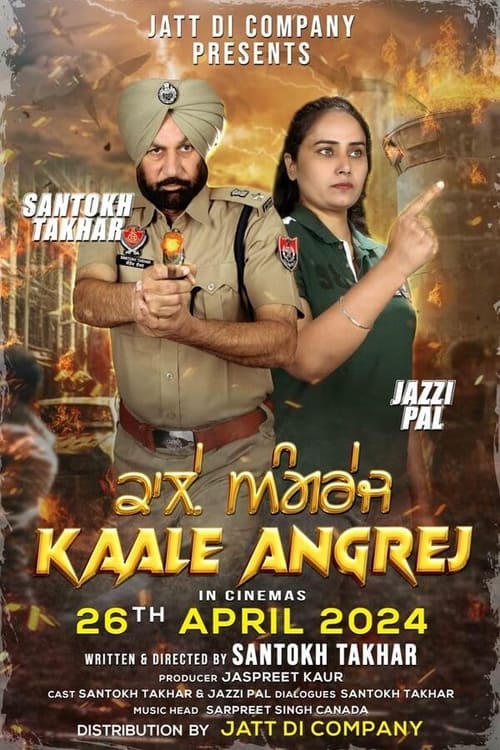 JATT DI COMPANY
PRESENTS
SANTOKH
TAKHAR
JAZZI
PAL
ਕਾਲੇ ਅੰਗਰੇਜ
KAALE ANGREJ
IN CINEMAS
26TH APRIL 2024
WRITTEN & DIRECTED BY SANTOKH TAKHAR
PRODUCER JASPREET KAUR
CAST SANTOKH TAKHAR & JAZZI PAL DIALOGUES SANTOKH TAKHAR
MUSIC HEAD SARPREET SINGH CANADA
DISTRIBUTION BY JATT DI COMPANY